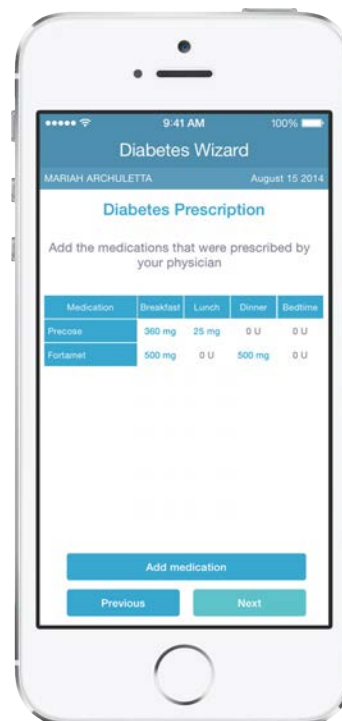 9:41 AM 100%
Diabetes Wizard
MARIAH ARCHULETTA August 15 2014
Diabetes Prescription
Add the medications that were prescribed by
your physician
Medication Breakfast Lunch Dinner Bedtime
Precose 360 mg 25 mg 0 U 0 U
Fortamet 500 mg 0 U 500 mg 0 U
Add medication
Previous Next